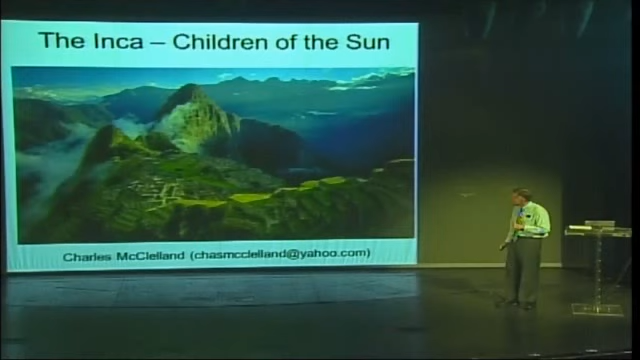 The Inca – Children of the Sun
Charles McClelland (chasmcclelland@yahoo.com)